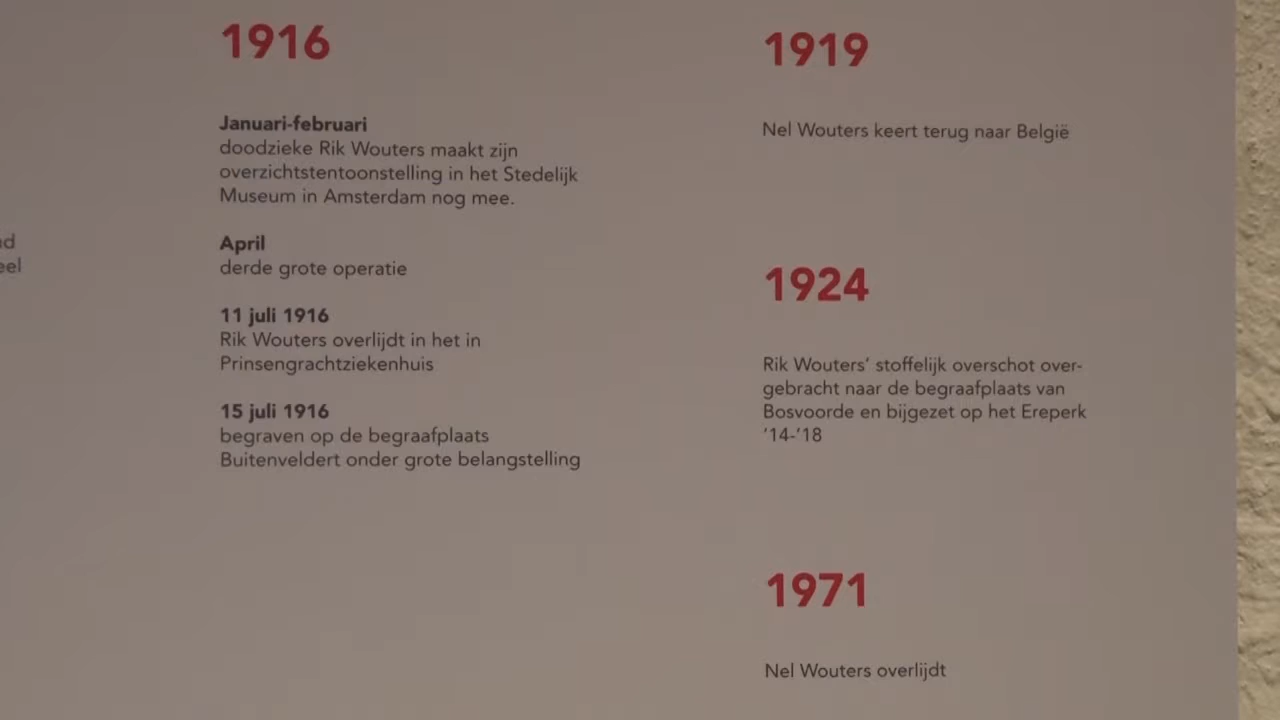 nd
eel
1916
Januari-februari
doodzieke Rik Wouters maakt zijn
overzichtstentoonstelling in het Stedelijk
Museum in Amsterdam nog mee.
April
derde grote operatie
11 juli 1916
Rik Wouters overlijdt in het in
Prinsengrachtziekenhuis
15 juli 1916
begraven op de begraafplaats
Buitenveldert onder grote belangstelling
1919
Nel Wouters keert terug naar België
1924
Rik Wouters’ stoffelijk overschot over-
gebracht naar de begraafplaats van
Bosvoorde en bijgezet op het Ereperk
’14-’18
1971
Nel Wouters overlijdt